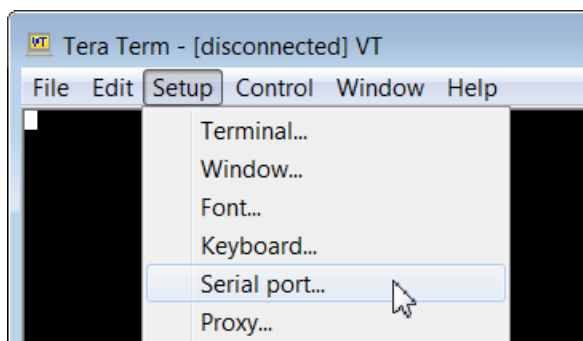 VT Tera Term - [disconnected] VT
File Edit Setup Control Window Help
Terminal...
Window...
Font...
Keyboard...
Serial port...
Proxy...